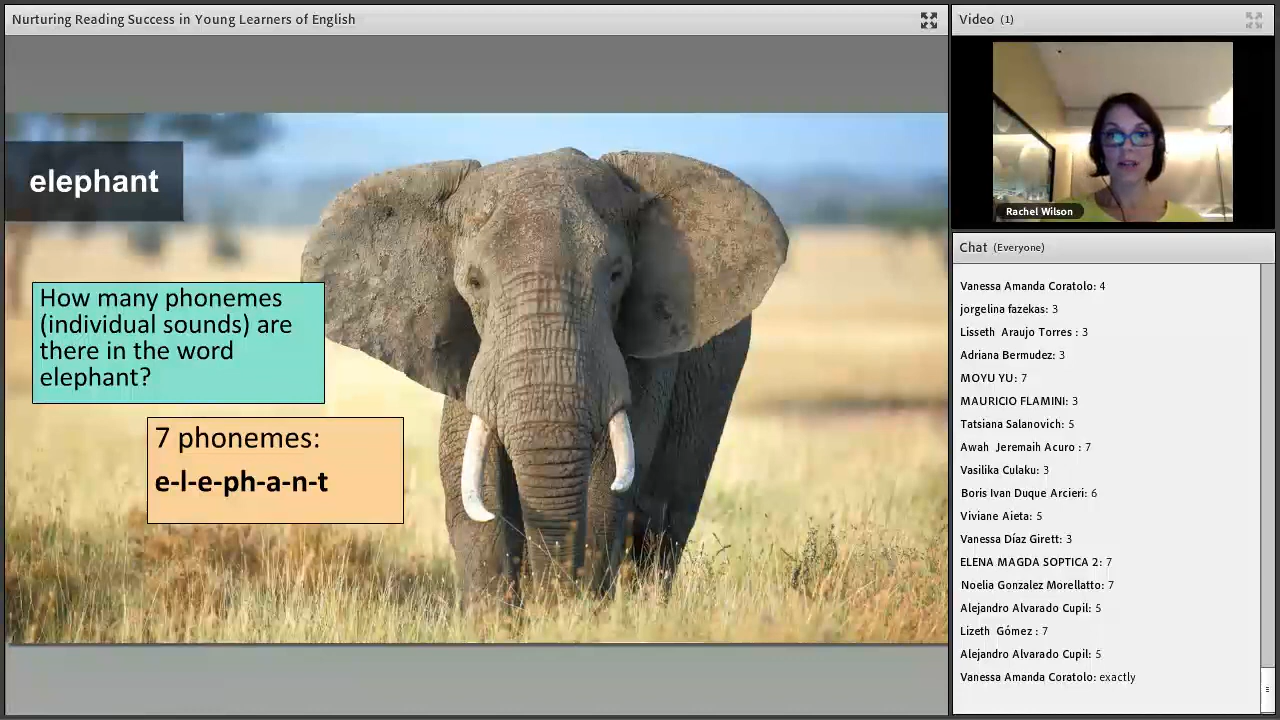 Nurturing Reading Success in Young Learners of English
elephant
How many phonemes
(individual sounds) are
there in the word
elephant?
7 phonemes:
e-l-e-ph-a-n-t
Video (1)
Rachel Wilson
Chat (Everyone)
Vanessa Amanda Coratolo: 4
jorgelina fazekas: 3
Lisseth Araujo Torres : 3
Adriana Bermudez: 3
MOYU YU: 7
MAURICIO FLAMINI: 3
Tatsiana Salanovich: 5
Awah Jeremaih Acuro : 7
Vasilika Culaku: 3
Boris Ivan Duque Arcieri: 6
Viviane Aieta: 5
Vanessa Díaz Girett: 3
ELENA MAGDA SOPTICA 2: 7
Noelia Gonzalez Morellatto: 7
Alejandro Alvarado Cupil: 5
Lizeth Gómez : 7
Alejandro Alvarado Cupil: 5
Vanessa Amanda Coratolo: exactly